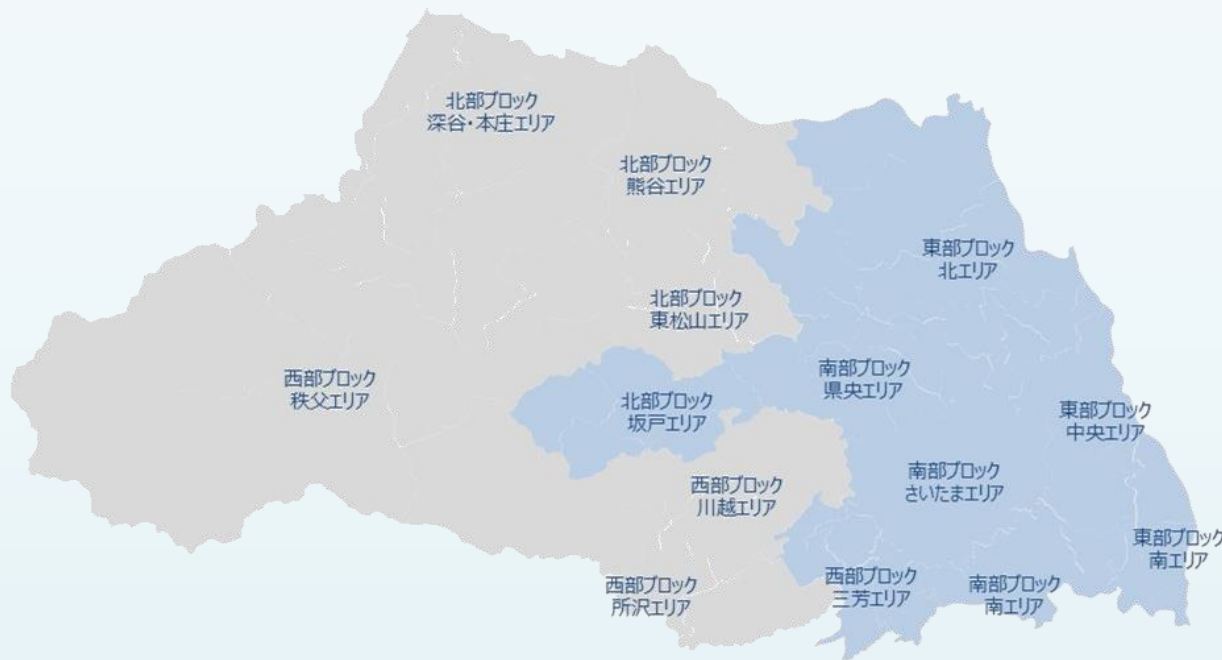 北部ブロック
深谷・本庄エリア
北部ブロック
熊谷エリア
東部ブロック
北エリア
北部ブロック
東松山エリア
西部ブロック
秩父エリア
南部ブロック
県央エリア
北部ブロック
坂戸エリア
東部ブロック
中央エリア
西部ブロック
川越エリア
南部ブロック
さいたまエリア
東部ブロック
南エリア
西部ブロック
所沢エリア
西部ブロック
三芳エリア
南部ブロック
南エリア